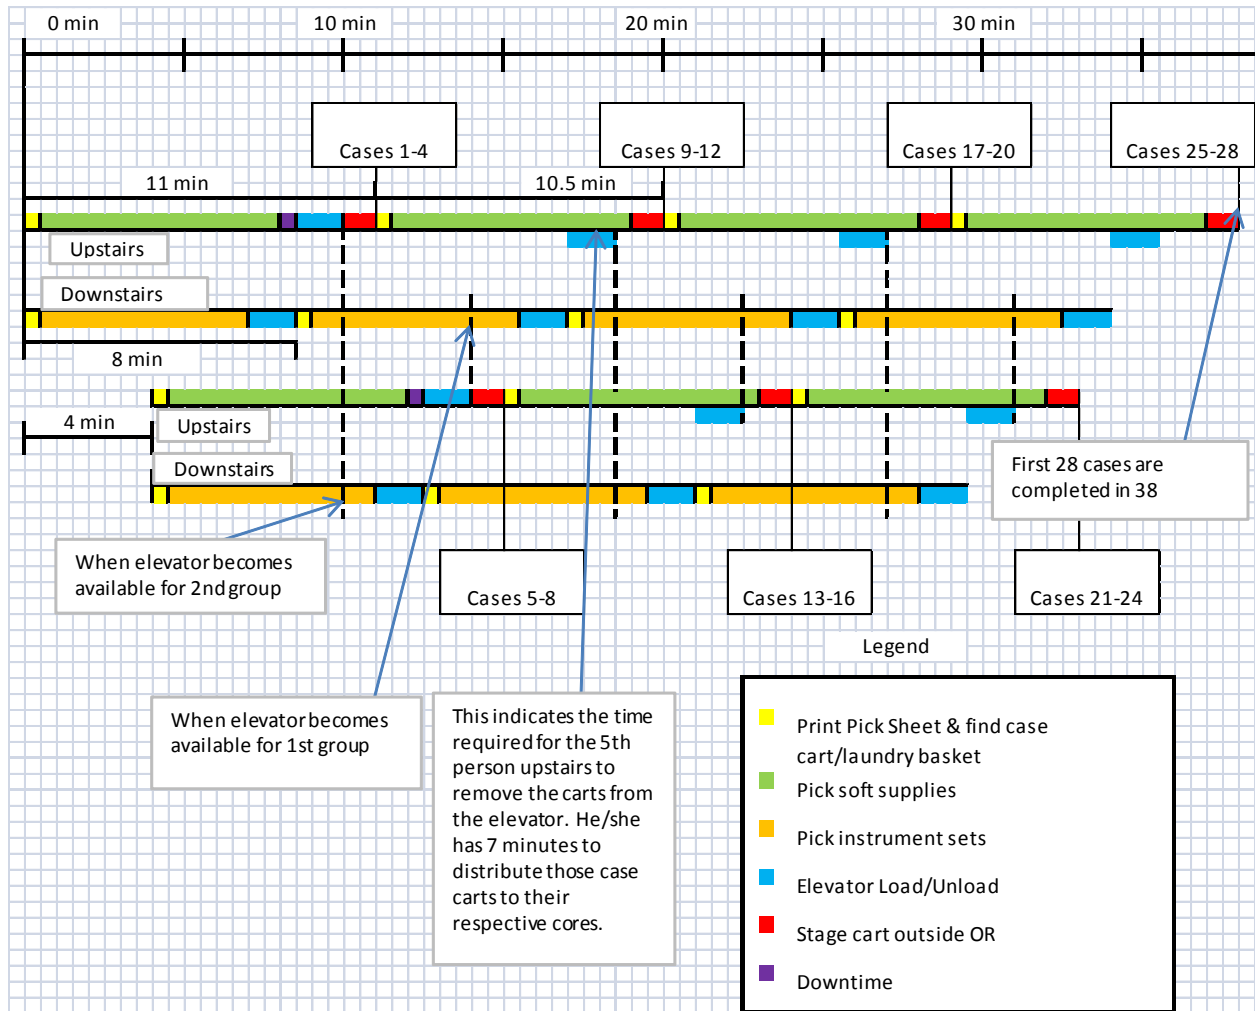 0 min
10 min
20 min
30 min
Cases 1-4
Cases 9-12
Cases 17-20
Cases 25-28
11 min
10.5 min
Upstairs
Downstairs
8 min
4 min
Upstairs
Downstairs
First 28 cases are
completed in 38
When elevator becomes
available for 2nd group
Cases 5-8
Cases 13-16
Cases 21-24
When elevator becomes
available for 1st group
This indicates the time
required for the 5th
person upstairs to
remove the carts from
the elevator. He/she
has 7 minutes to
distribute those case
carts to their
respective cores.
Legend
Print Pick Sheet & find case
cart/laundry basket
Pick soft supplies
Pick instrument sets
Elevator Load/Unload
Stage cart outside OR
Downtime